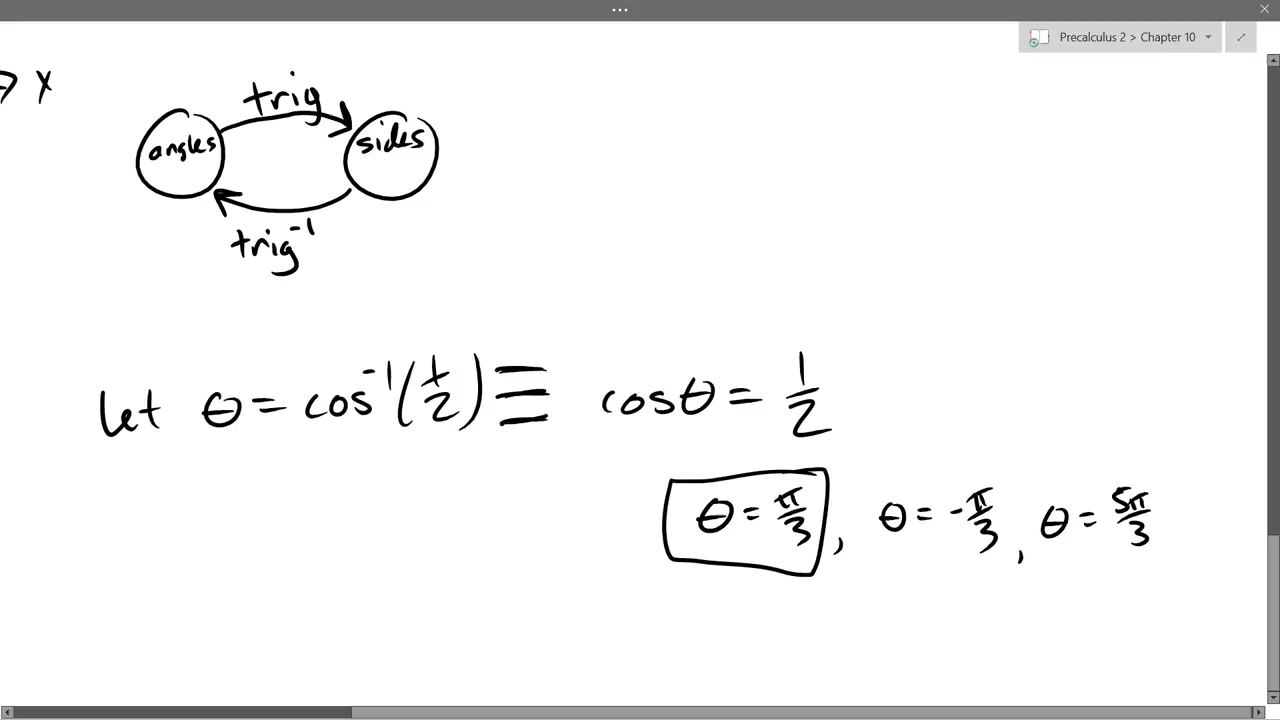 ...
Precalculus 2 > Chapter 10
→ x
trig
angles
sides
trig⁻¹
let θ = cos⁻¹(1/2) ≡ cosθ = 1/2
θ = π/3, θ = -π/3, θ = 5π/3